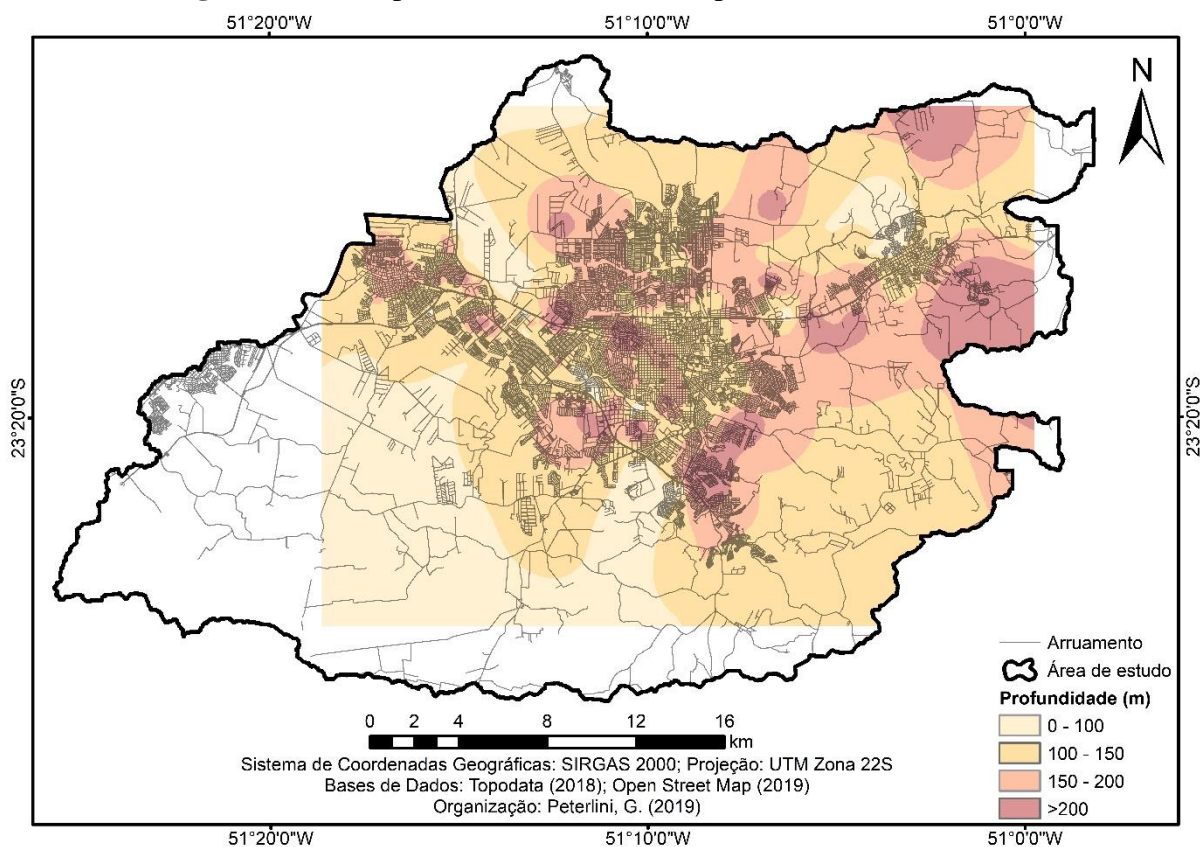 51°20'0"W
51°10'0"W
51°0'0"W
N
23°20'0"S
23°20'0"S
Arruamento
Área de estudo
Profundidade (m)
0 - 100
100 - 150
150 - 200
>200
0 2 4 8 12 16
km
Sistema de Coordenadas Geográficas: SIRGAS 2000; Projeção: UTM Zona 22S
Bases de Dados: Topodata (2018); Open Street Map (2019)
Organização: Peterlini, G. (2019)
51°20'0"W
51°10'0"W
51°0'0"W